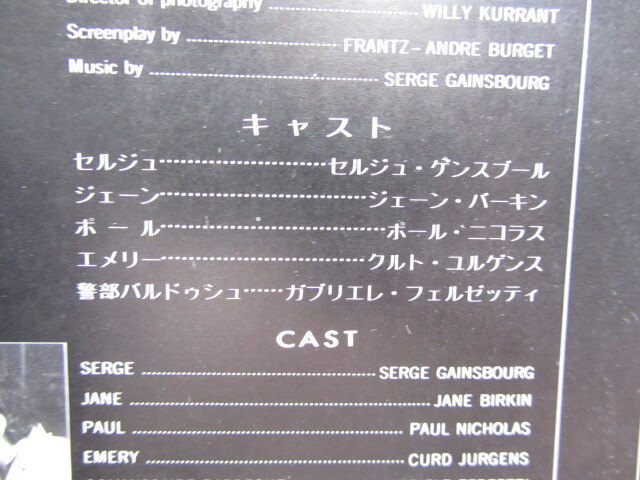 Director of photography WILLY KURRANT
Screenplay by FRANTZ-ANDRE BURGET
Music by SERGE GAINSBOURG
キャスト
セルジュ セルジュ・ゲンスブール
ジェーン ジェーン・バーキン
ポール ポール・ニコラス
エメリー クルト・ユルゲンス
警部バルドゥシュ ガブリエレ・フェルゼッティ
CAST
SERGE SERGE GAINSBOURG
JANE JANE BIRKIN
PAUL PAUL NICHOLAS
EMERY CURD JURGENS